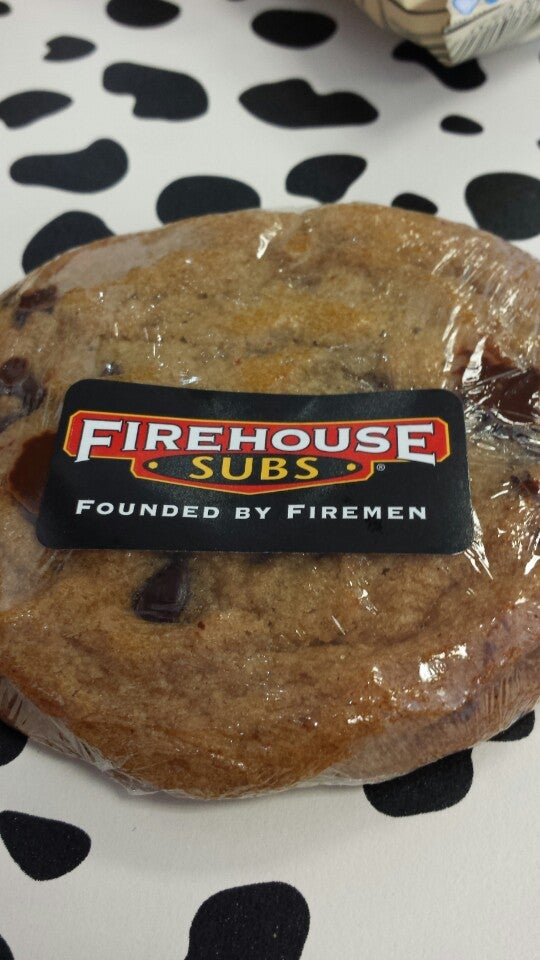 FIREHOUSE
SUBS
®
FOUNDED BY FIREMEN